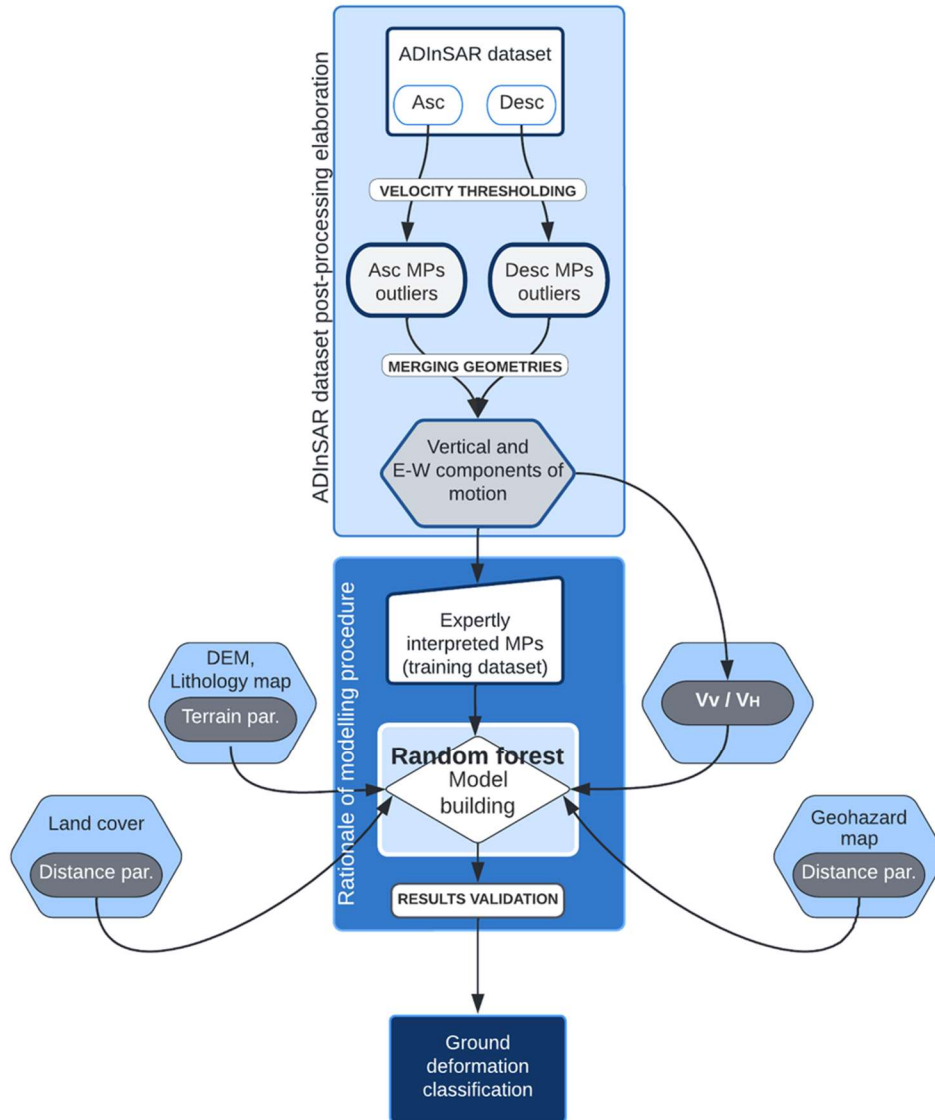 ADInSAR dataset post-processing elaboration
ADInSAR dataset
Asc
Desc
VELOCITY THRESHOLDING
Asc MPs
outliers
Desc MPs
outliers
MERGING GEOMETRIES
Vertical and
E-W components of
motion
Rationale of modelling procedure
Expertly
interpreted MPs
(training dataset)
DEM,
Lithology map
Terrain par.
Vv / VH
Random forest
Model
building
Land cover
Distance par.
Geohazard
map
Distance par.
RESULTS VALIDATION
Ground
deformation
classification